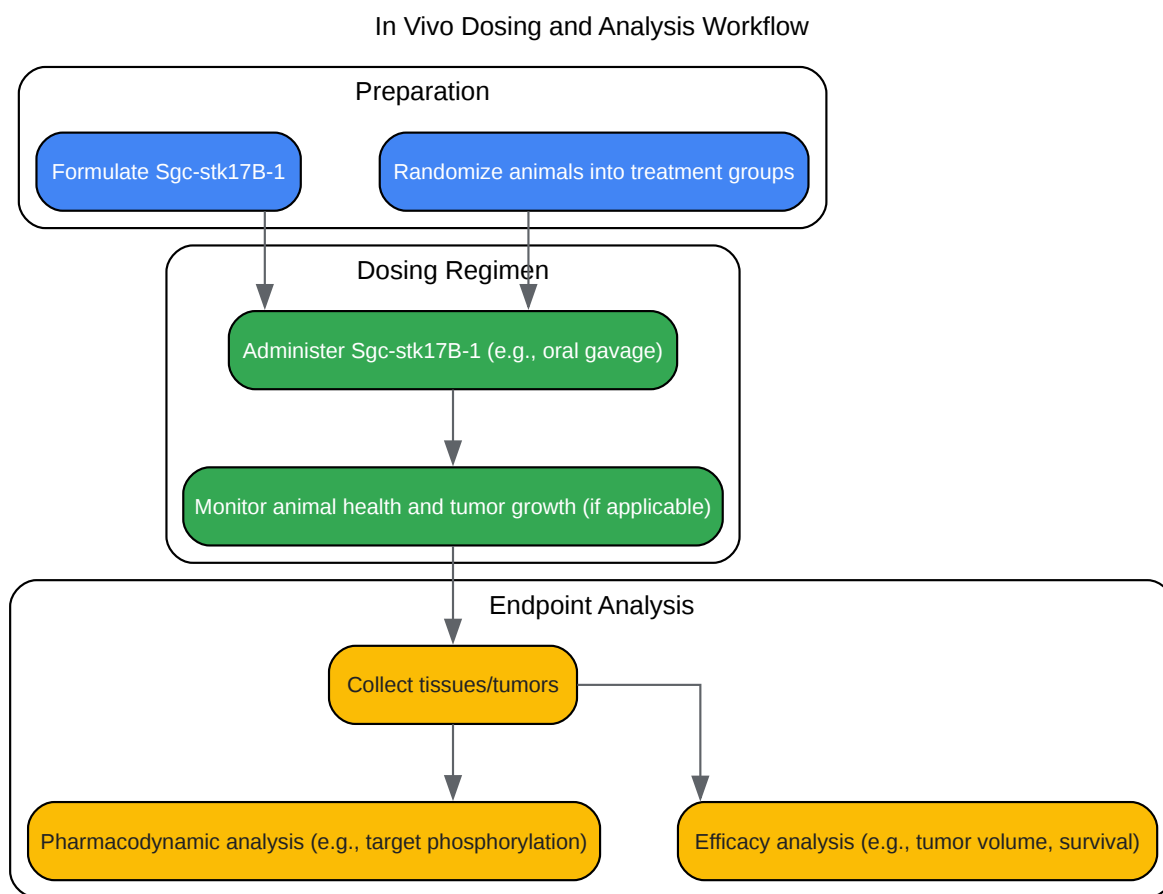 In Vivo Dosing and Analysis Workflow
Preparation
Formulate Sgc-stk17B-1
Randomize animals into treatment groups
Dosing Regimen
Administer Sgc-stk17B-1 (e.g., oral gavage)
Monitor animal health and tumor growth (if applicable)
Endpoint Analysis
Collect tissues/tumors
Pharmacodynamic analysis (e.g., target phosphorylation)
Efficacy analysis (e.g., tumor volume, survival)